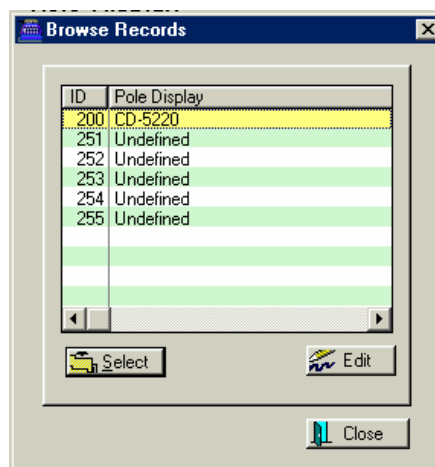 Browse Records
ID Pole Display
200 CD-5220
251 Undefined
252 Undefined
253 Undefined
254 Undefined
255 Undefined
Select Edit
Close